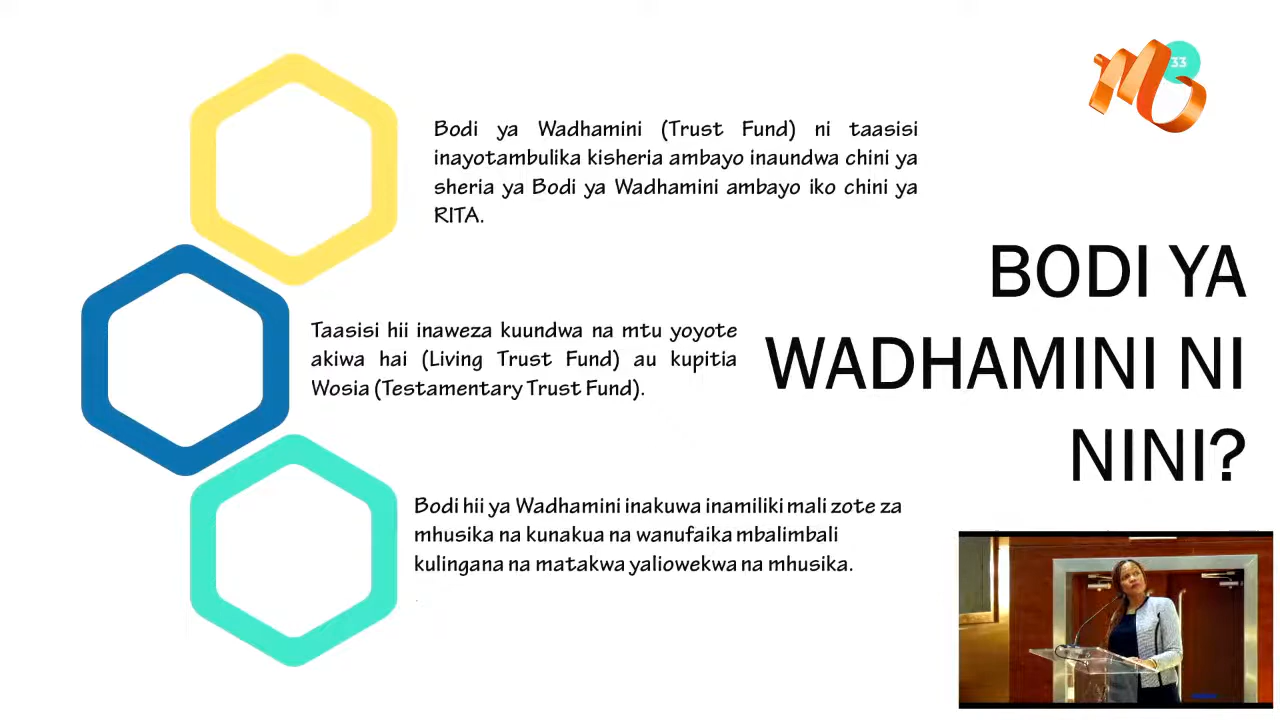 33
Bodi ya Wadhamini (Trust Fund) ni taasisi
inayotambulika kisheria ambayo inaundwa chini ya
sheria ya Bodi ya Wadhamini ambayo iko chini ya
RITA.
BODI YA
WADHAMINI NI
NINI?
Taasisi hii inaweza kuundwa na mtu yoyote
akiwa hai (Living Trust Fund) au kupitia
Wosia (Testamentary Trust Fund).
Bodi hii ya Wadhamini inakuwa inamiliki mali zote za
mhusika na kunakua na wanufaika mbalimbali
kulingana na matakwa yaliowekwa na mhusika.